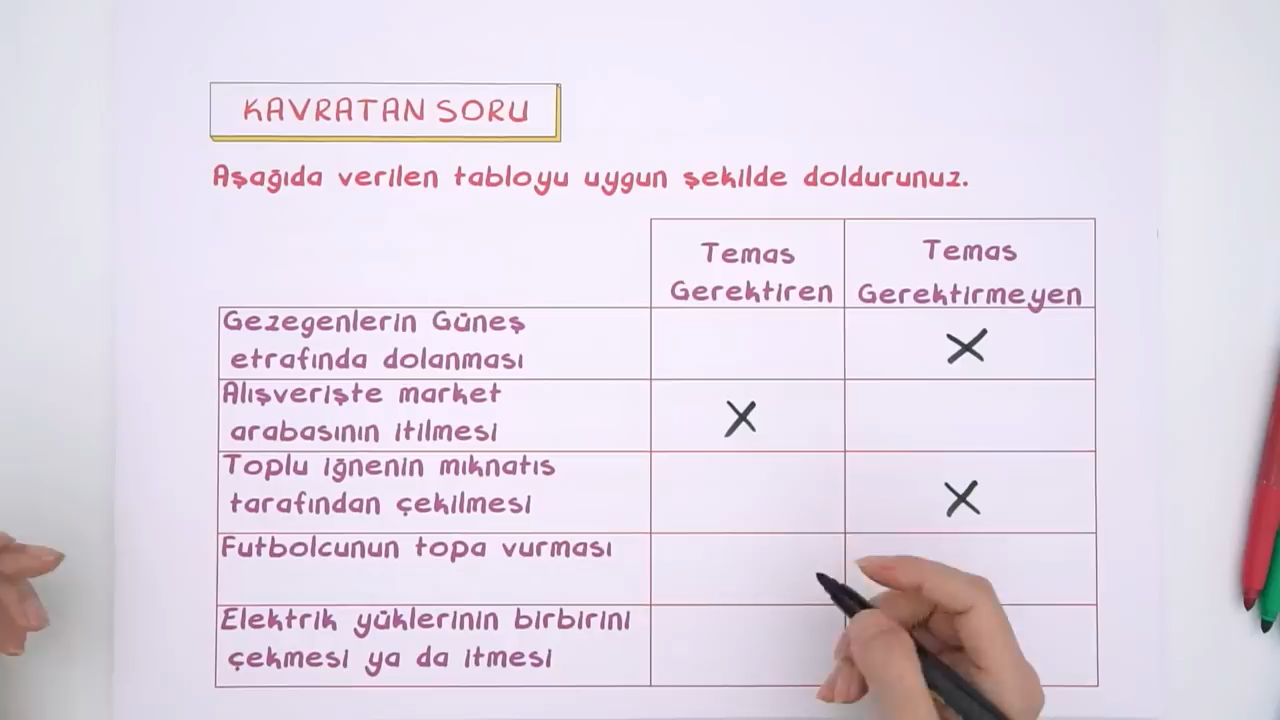 KAVRATAN SORU
Aşağıda verilen tabloyu uygun şekilde doldurunuz.
Temas
Gerektiren
Temas
Gerektirmeyen
Gezegenlerin Güneş
etrafında dolanması
X
Alışverişte market
arabasının itilmesi
X
Toplu iğnenin mıknatıs
tarafından çekilmesi
X
Futbolcunun topa vurması
Elektrik yüklerinin birbirini
çekmesi ya da itmesi